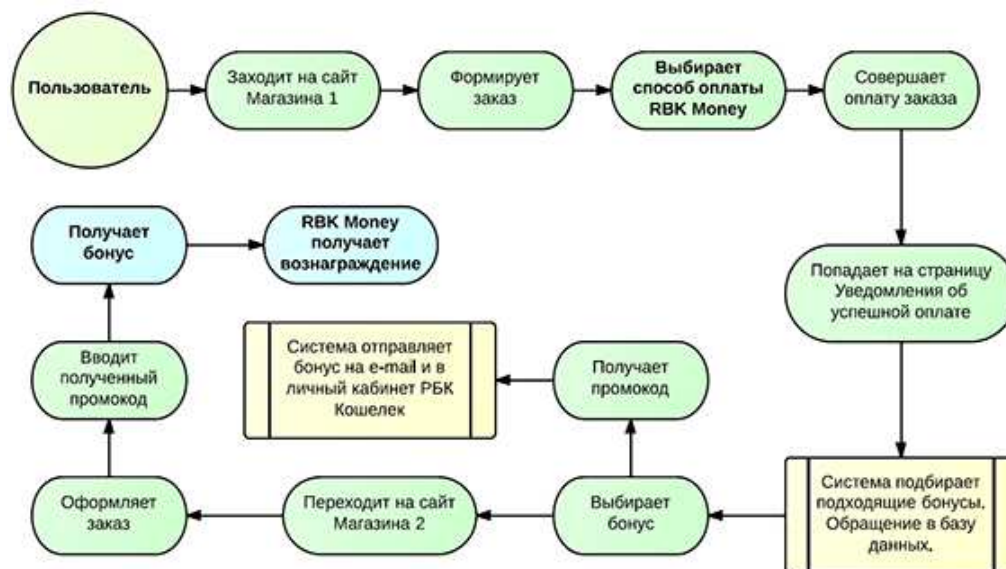 Пользователь
Заходит на сайт
Магазина 1
Формирует
заказ
Выбирает
способ оплаты
RBK Money
Совершает
оплату заказа
Получает
бонус
RBK Money
получает
вознаграждение
Попадает на страницу
Уведомления об
успешной оплате
Вводит
полученный
промокод
Система отправляет
бонус на e-mail и в
личный кабинет РБК
Кошелек
Получает
промокод
Оформляет
заказ
Переходит на сайт
Магазина 2
Выбирает
бонус
Система подбирает
подходящие бонусы.
Обращение в базу
данных.